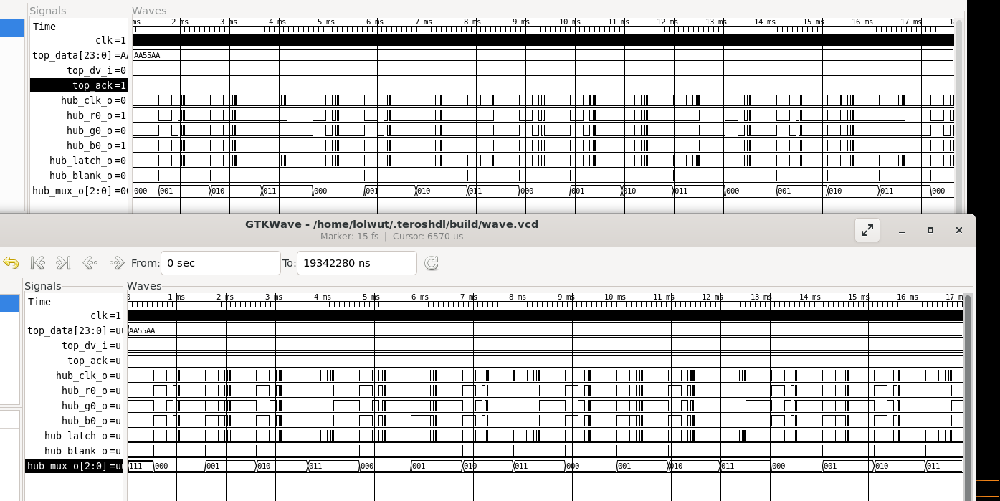 Signals Waves
ms 2 ms 3 ms 4 ms 5 ms 6 ms 7 ms 8 ms 9 ms 10 ms 11 ms 12 ms 13 ms 14 ms 15 ms 16 ms 17 ms 1
Time
clk =1
top_data[23:0] =AA AA55AA
top_dv_i =0
top_ack =1
hub_clk_o =0
hub_r0_o =1
hub_g0_o =0
hub_b0_o =1
hub_latch_o =0
hub_blank_o =0
hub_mux_o[2:0] =00 000 001 010 011 000 001 010 011 000 001 010 011 000 001 010 011 000
GTKWave - /home/lolwut/.teroshdl/build/wave.vcd
Marker: 15 fs | Cursor: 6570 us
From: 0 sec To: 19342280 ns
Signals Waves
0 1 ms 2 ms 3 ms 4 ms 5 ms 6 ms 7 ms 8 ms 9 ms 10 ms 11 ms 12 ms 13 ms 14 ms 15 ms 16 ms 17 m
Time
clk =1
top_data[23:0] =uu AA55AA
top_dv_i =u
top_ack =u
hub_clk_o =u
hub_r0_o =u
hub_g0_o =u
hub_b0_o =u
hub_latch_o =u
hub_blank_o =u
hub_mux_o[2:0] =uu 111 000 001 010 011 000 001 010 011 000 001 010 011 000 001 010 011